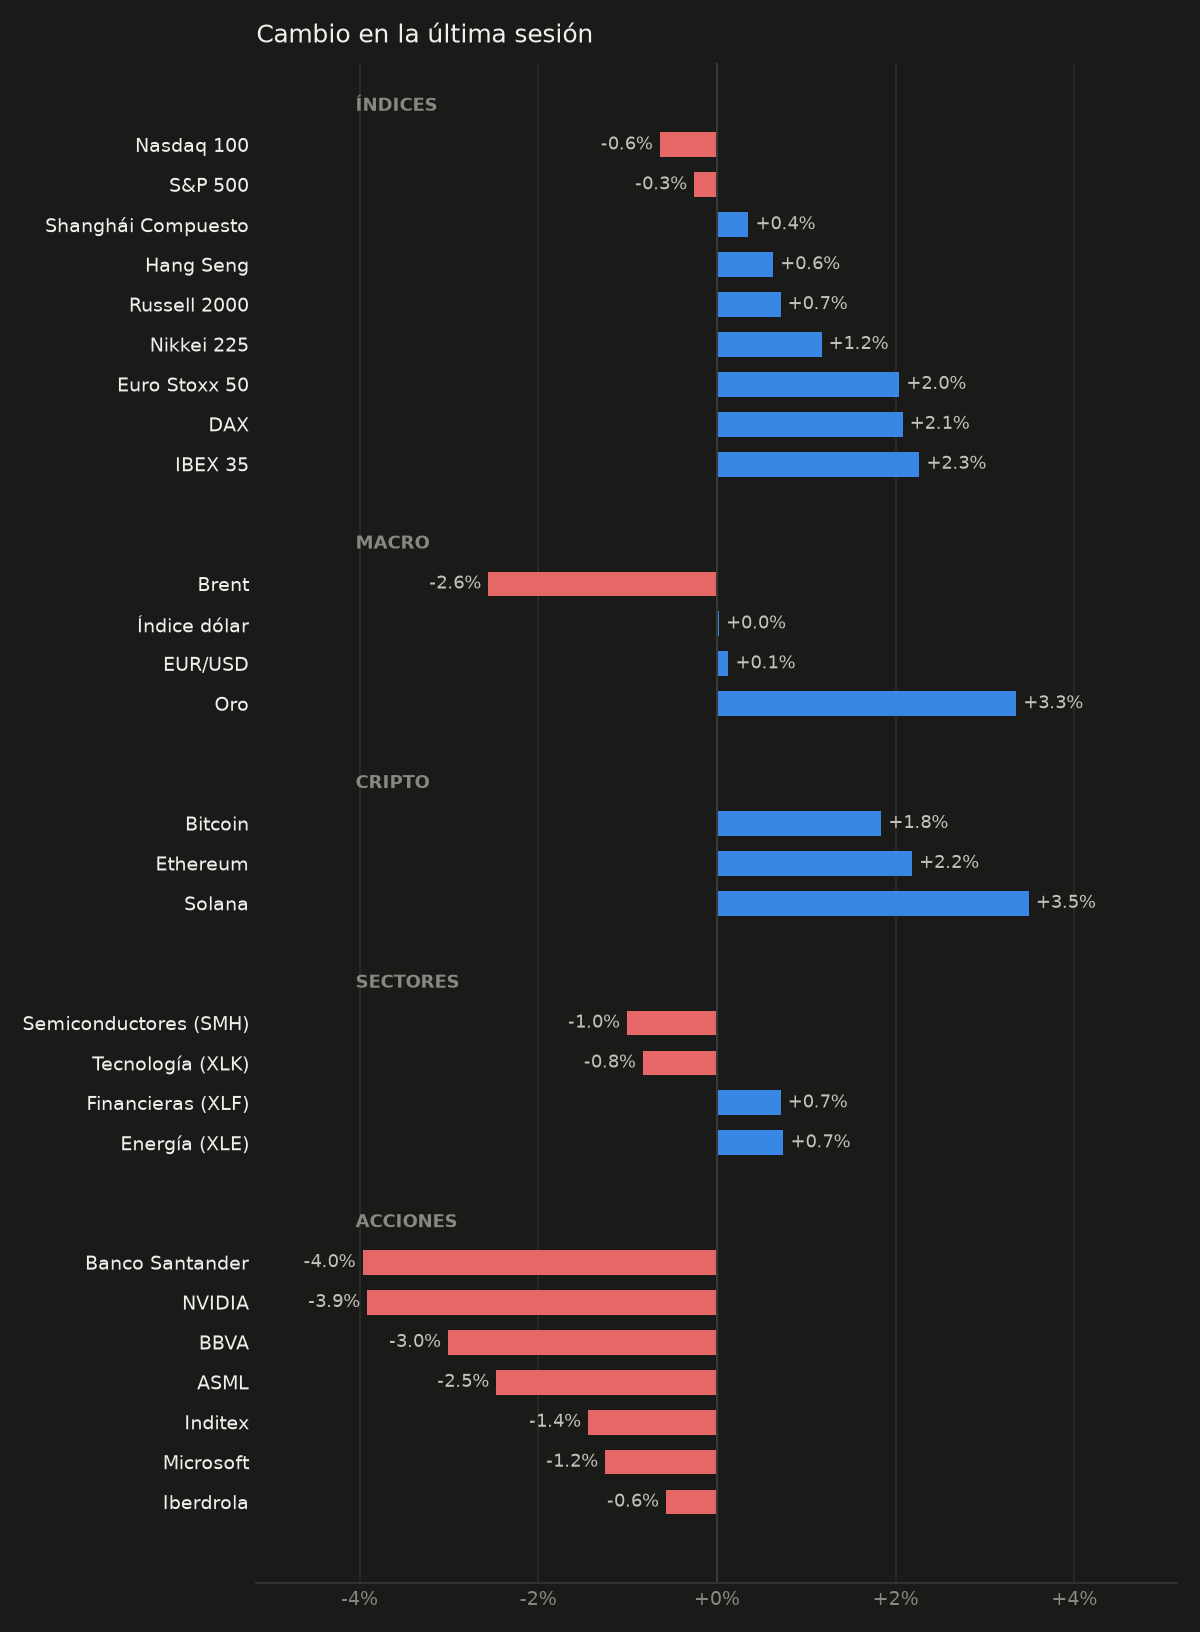 Cambio en la última sesión
ÍNDICES
Nasdaq 100 -0.6%
S&P 500 -0.3%
Shanghái Compuesto +0.4%
Hang Seng +0.6%
Russell 2000 +0.7%
Nikkei 225 +1.2%
Euro Stoxx 50 +2.0%
DAX +2.1%
IBEX 35 +2.3%
MACRO
Brent -2.6%
Índice dólar +0.0%
EUR/USD +0.1%
Oro +3.3%
CRIPTO
Bitcoin +1.8%
Ethereum +2.2%
Solana +3.5%
SECTORES
Semiconductores (SMH) -1.0%
Tecnología (XLK) -0.8%
Financieras (XLF) +0.7%
Energía (XLE) +0.7%
ACCIONES
Banco Santander -4.0%
NVIDIA -3.9%
BBVA -3.0%
ASML -2.5%
Inditex -1.4%
Microsoft -1.2%
Iberdrola -0.6%
-4% -2% +0% +2% +4%